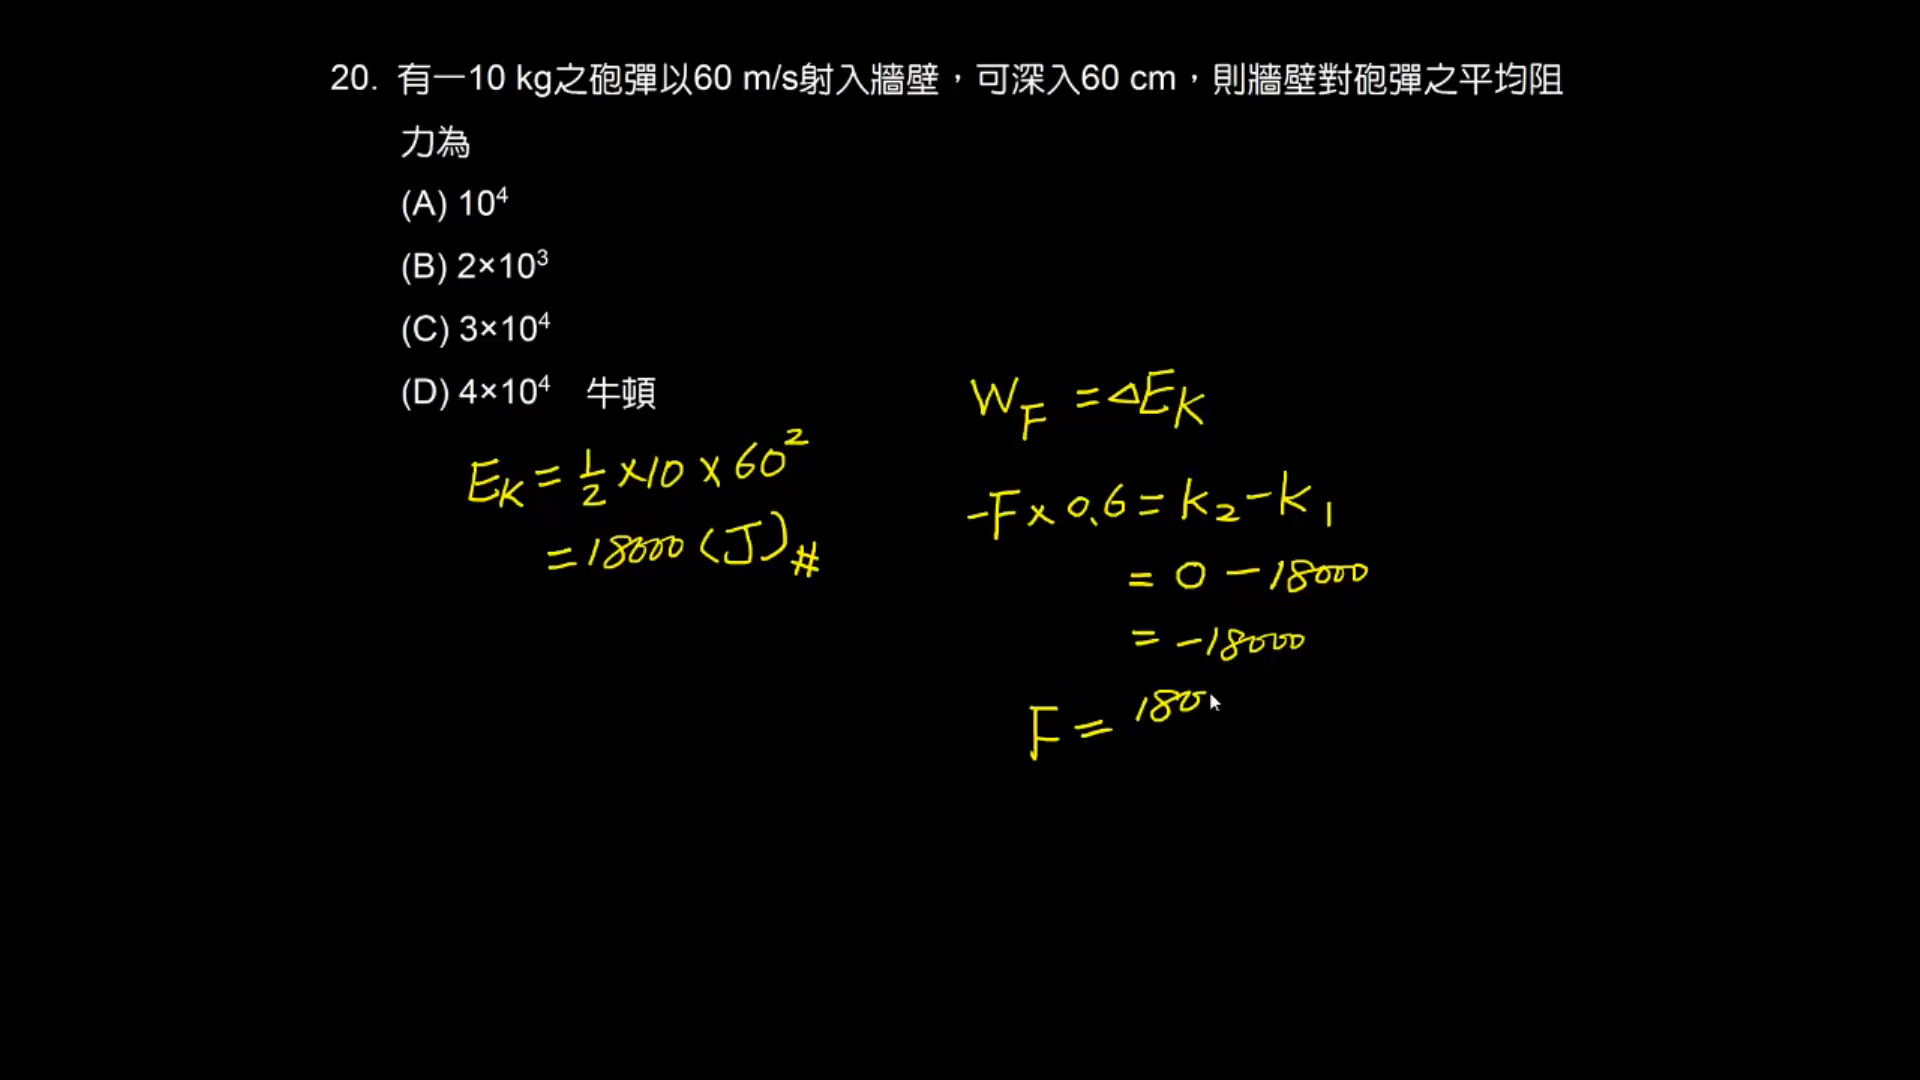 20. 有一10 kg之砲彈以60 m/s射入牆壁，可深入60 cm，則牆壁對砲彈之平均阻
力為
(A) 10⁴
(B) 2×10³
(C) 3×10⁴
(D) 4×10⁴ 牛頓
E_K = 1/2 × 10 × 60²
= 18000 (J) #
W_F = △E_K
-F × 0.6 = K₂ - K₁
= 0 - 18000
= -18000
F = 180